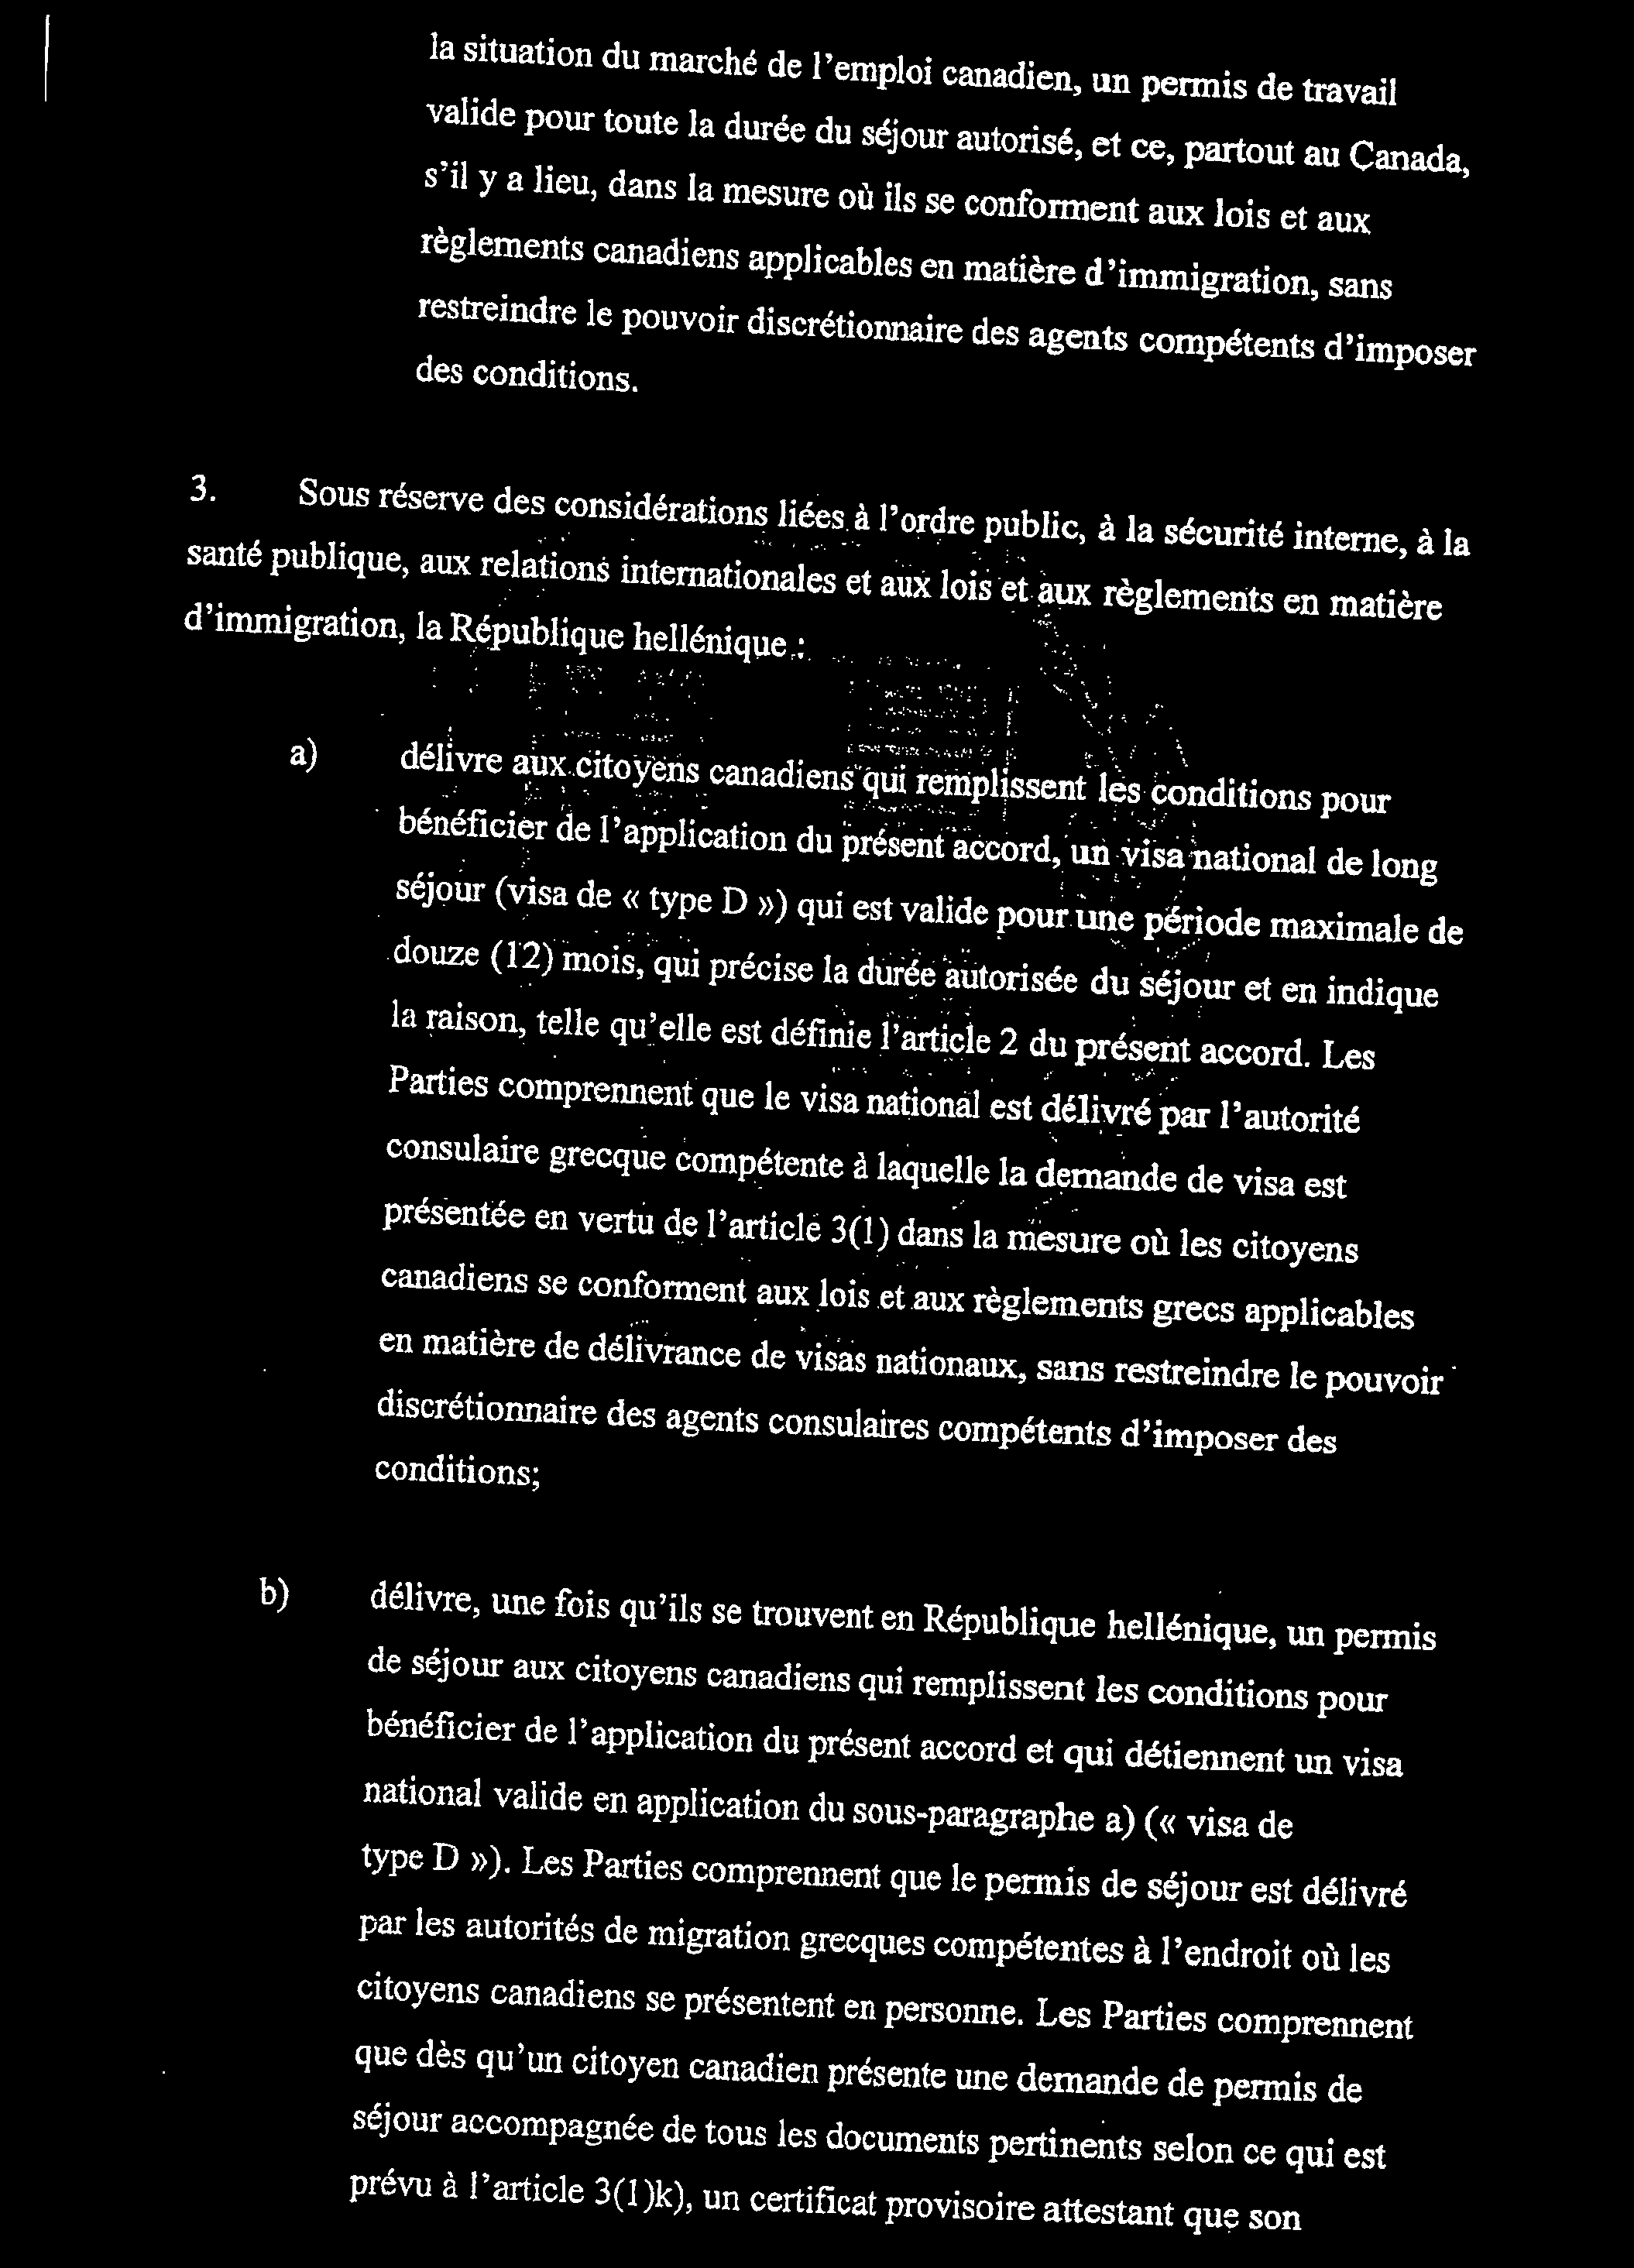 la situation du marché de l'emploi canadien, un permis de travail
valide pour toute la durée du séjour autorisé, et ce, partout au Canada,
s'il y a lieu, dans la mesure où ils se conforment aux lois et aux
règlements canadiens applicables en matière d'immigration, sans
restreindre le pouvoir discrétionnaire des agents compétents d'imposer
des conditions.
3. Sous réserve des considérations liées à l'ordre public, à la sécurité interne, à la
santé publique, aux relations internationales et aux lois et aux règlements en matière
d'immigration, la République hellénique :
a) délivre aux citoyens canadiens qui remplissent les conditions pour
bénéficier de l'application du présent accord, un visa national de long
séjour (visa de « type D ») qui est valide pour une période maximale de
douze (12) mois, qui précise la durée autorisée du séjour et en indique
la raison, telle qu'elle est définie l'article 2 du présent accord. Les
Parties comprennent que le visa national est délivré par l'autorité
consulaire grecque compétente à laquelle la demande de visa est
présentée en vertu de l'article 3(1) dans la mesure où les citoyens
canadiens se conforment aux lois et aux règlements grecs applicables
en matière de délivrance de visas nationaux, sans restreindre le pouvoir
discrétionnaire des agents consulaires compétents d'imposer des
conditions;
b) délivre, une fois qu'ils se trouvent en République hellénique, un permis
de séjour aux citoyens canadiens qui remplissent les conditions pour
bénéficier de l'application du présent accord et qui détiennent un visa
national valide en application du sous-paragraphe a) (« visa de
type D »). Les Parties comprennent que le permis de séjour est délivré
par les autorités de migration grecques compétentes à l'endroit où les
citoyens canadiens se présentent en personne. Les Parties comprennent
que dès qu'un citoyen canadien présente une demande de permis de
séjour accompagnée de tous les documents pertinents selon ce qui est
prévu à l'article 3(1)k), un certificat provisoire attestant que son